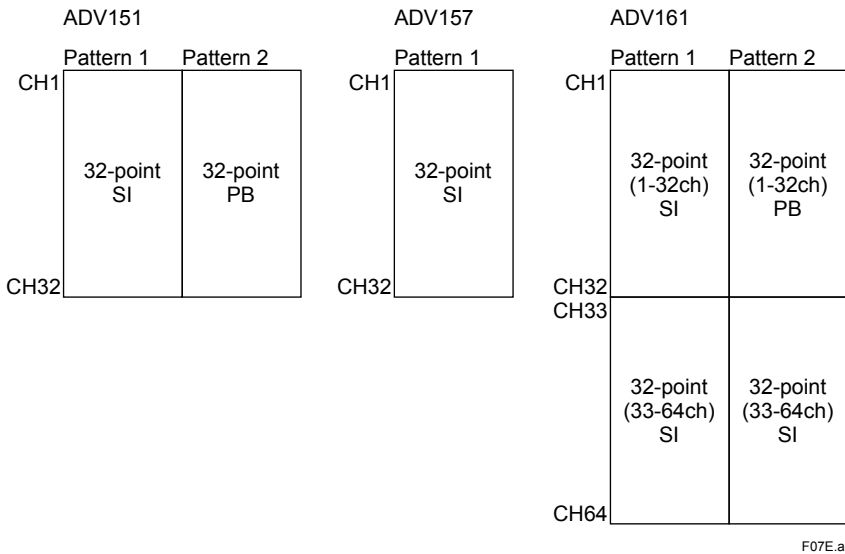 ADV151
Pattern 1 Pattern 2
CH1
32-point
SI
32-point
PB
CH32
ADV157
Pattern 1
CH1
32-point
SI
CH32
ADV161
Pattern 1 Pattern 2
CH1
32-point
(1-32ch)
SI
32-point
(1-32ch)
PB
CH32
CH33
32-point
(33-64ch)
SI
32-point
(33-64ch)
SI
CH64
F07E.ai